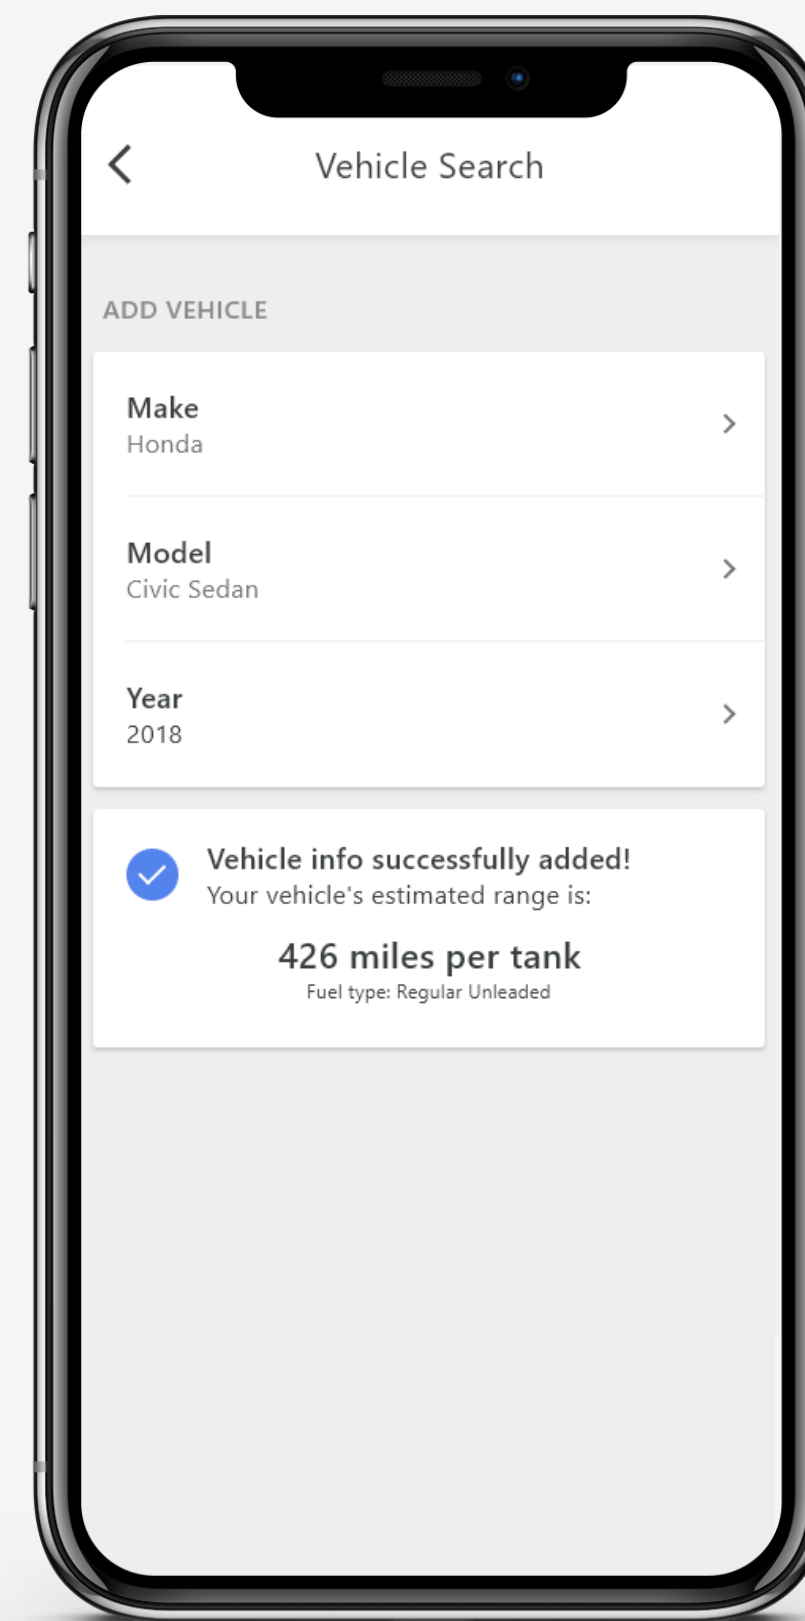 Vehicle Search
ADD VEHICLE
Make
Honda
Model
Civic Sedan
Year
2018
Vehicle info successfully added!
Your vehicle's estimated range is:
426 miles per tank
Fuel type: Regular Unleaded